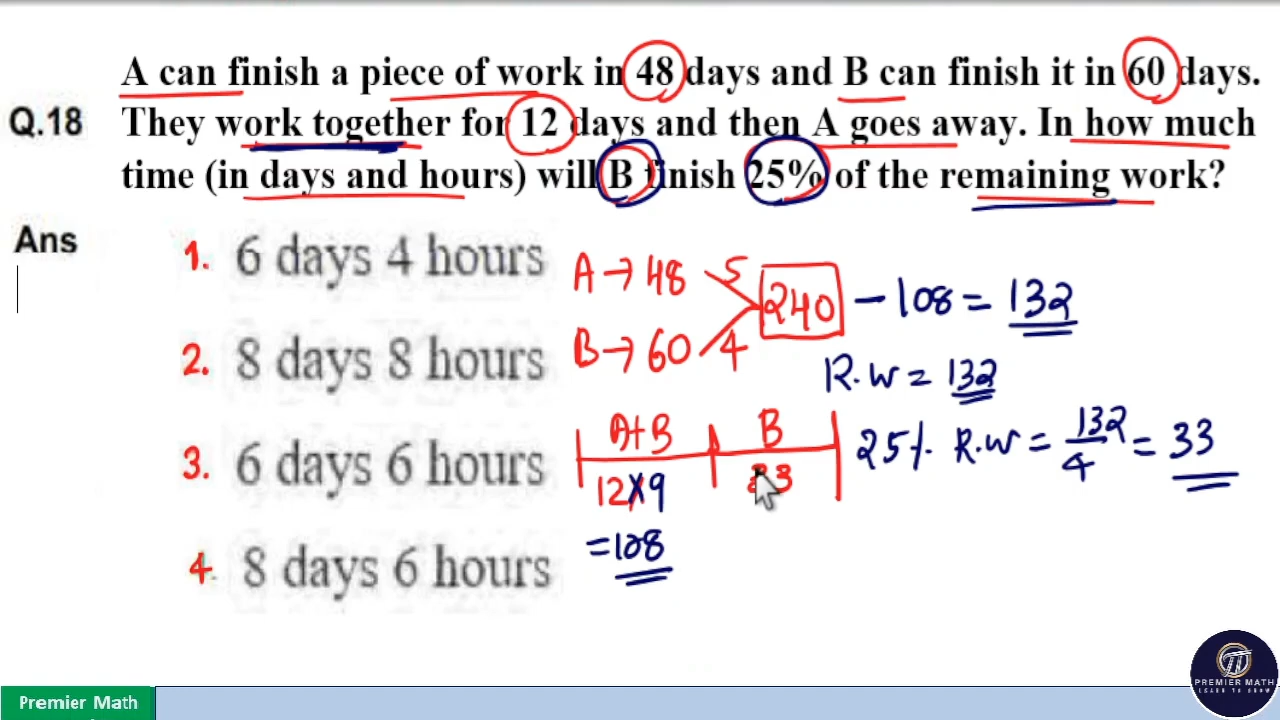 A can finish a piece of work in 48 days and B can finish it in 60 days.
Q.18 They work together for 12 days and then A goes away. In how much
time (in days and hours) will B finish 25% of the remaining work?
Ans
1. 6 days 4 hours
2. 8 days 8 hours
3. 6 days 6 hours
4. 8 days 6 hours
A → 48 5
240 - 108 = 132
B → 60 4
R.W = 132
A+B B
25% R.W = 132/4 = 33
12 x 9 33
= 108
Premier Math
PREMIER MATH
LEARN TO GROW